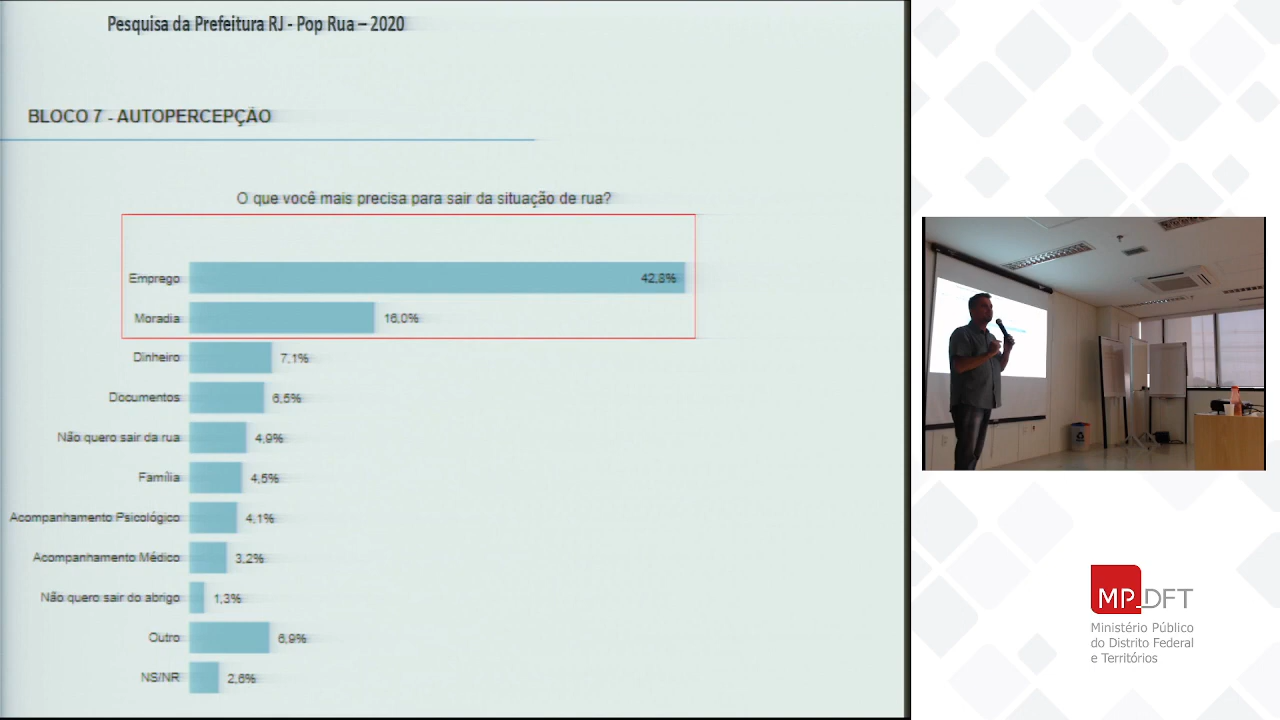 Pesquisa da Prefeitura RJ - Pop Rua – 2020
BLOCO 7 - AUTOPERCEPÇÃO
O que você mais precisa para sair da situação de rua?
Emprego 42,8%
Moradia 16,0%
Dinheiro 7,1%
Documentos 6,5%
Não quero sair da rua 4,9%
Família 4,5%
Acompanhamento Psicológico 4,1%
Acompanhamento Médico 3,2%
Não quero sair do abrigo 1,3%
Outro 6,9%
NS/NR 2,6%
MP DFT
Ministério Público
do Distrito Federal
e Territórios